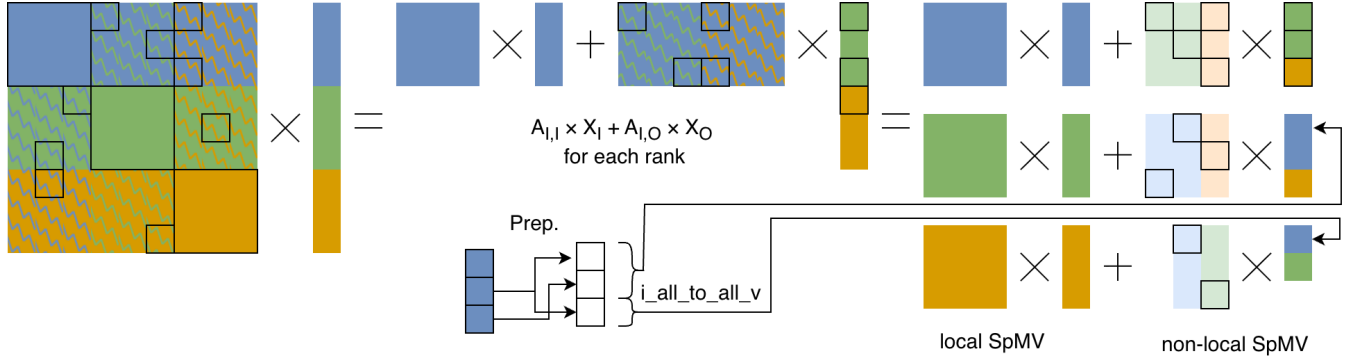 A_{I,I} × X_I + A_{I,O} × X_O
for each rank
Prep.
i_all_to_all_v
local SpMV
non-local SpMV